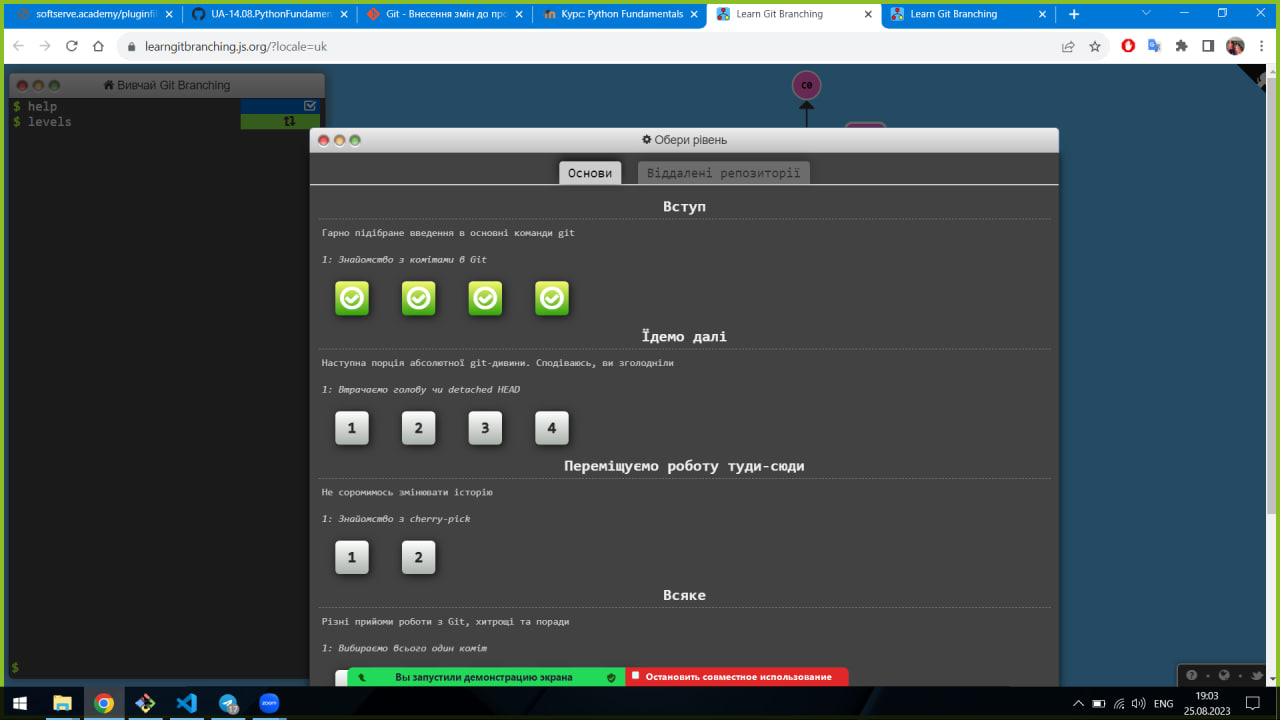 softserve.academy/pluginfil
UA-14.08.PythonFundamen
Git - Внесення змін до про
Курс: Python Fundamentals
Learn Git Branching
Learn Git Branching
learngitbranching.js.org/?locale=uk
Вивчай Git Branching
$ help
$ levels
$
c0
Обери рівень
Основи
Віддалені репозиторії
Вступ
Гарно підібране введення в основні команди git
1: Знайомство з комітами в Git
Їдемо далі
Наступна порція абсолютної git-дивини. Сподіваюсь, ви зголодніли
1: Втрачаємо голову чи detached HEAD
1 2 3 4
Переміщуємо роботу туди-сюди
Не соромимось змінювати історію
1: Знайомство з cherry-pick
1 2
Всяке
Різні прийоми роботи з Git, хитрощі та поради
1: Вибираємо всього один коміт
Вы запустили демонстрацию экрана
Остановить совместное использование
zoom
ENG
19:03
25.08.2023